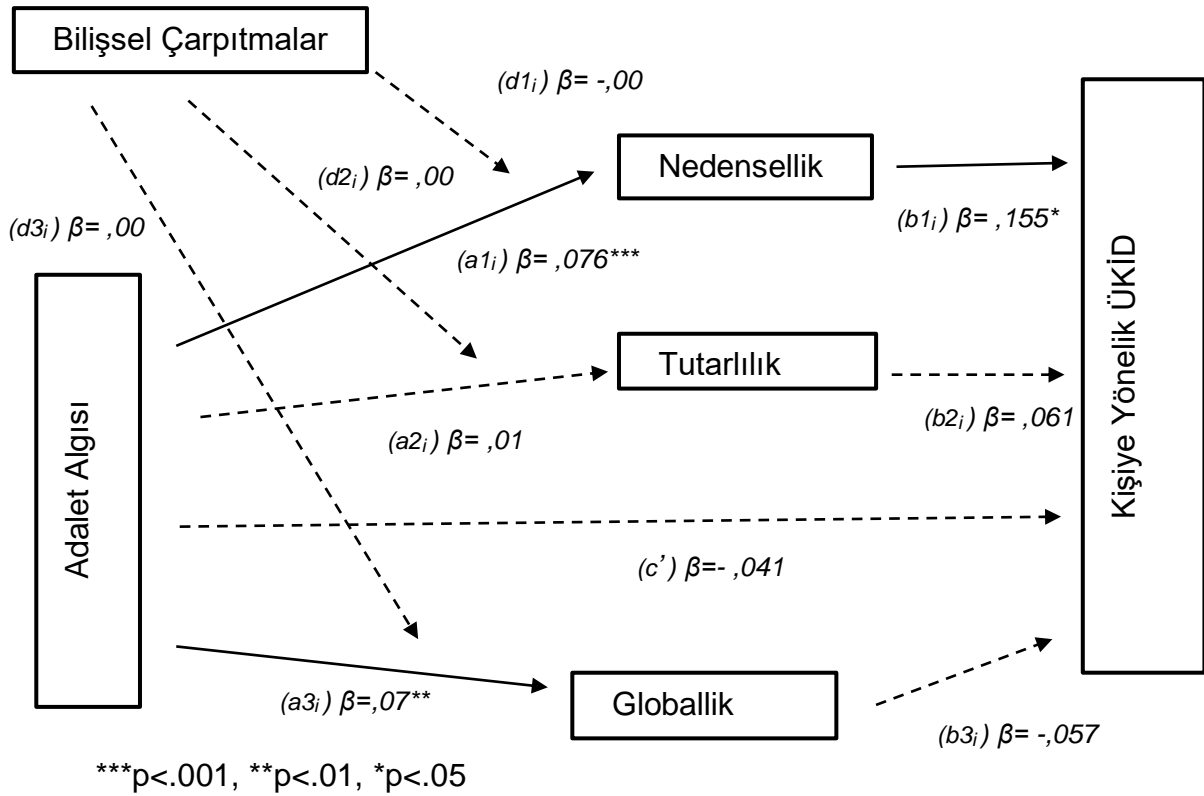 Bilişsel Çarpıtmalar
(d1i) β= -,00
Nedensellik
(d2i) β= ,00
(b1i) β= ,155*
(d3i) β= ,00
(a1i) β= ,076***
Kişiye Yönelik ÜKİD
Adalet Algısı
Tutarlılık
(b2i) β= ,061
(a2i) β= ,01
(c’) β=- ,041
(a3i) β=,07**
Globallik
(b3i) β= -,057
***p<.001, **p<.01, *p<.05